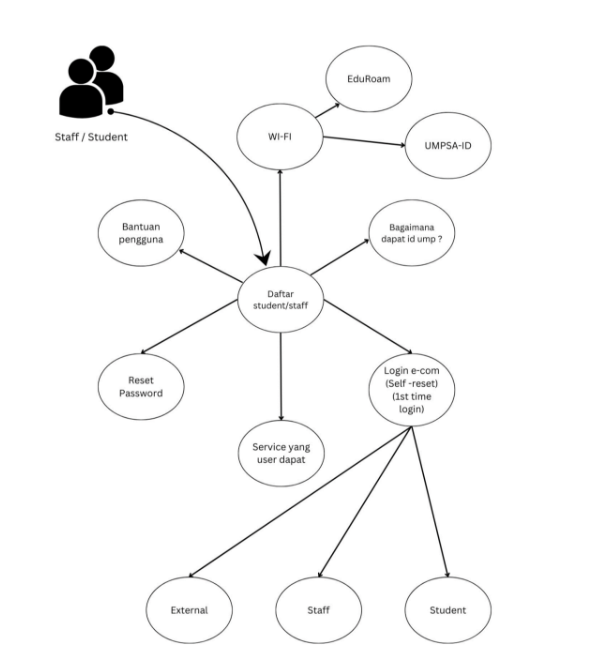 EduRoam
Staff / Student
WI-FI
UMPSA-ID
Bantuan
pengguna
Bagaimana
dapat id ump ?
Daftar
student/staff
Reset
Password
Login e-com
(Self -reset)
(1st time
login)
Service yang
user dapat
External
Staff
Student